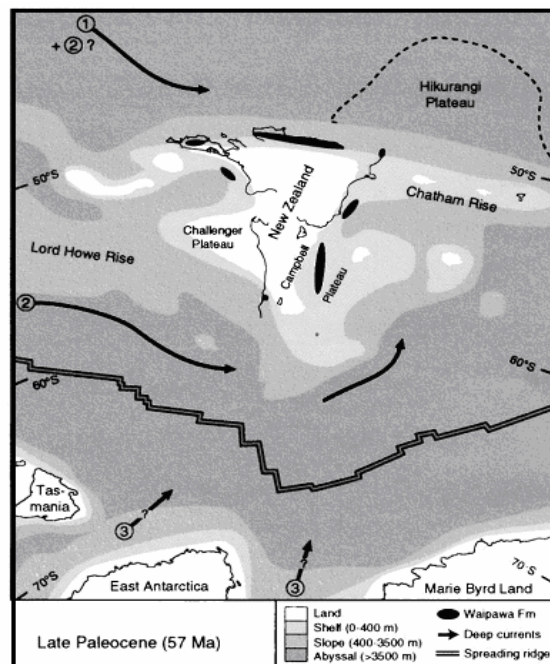 ①
+ ② ?
Hikurangi
Plateau
50°S
60°S
New Zealand
Chatham Rise
Challenger
Plateau
Lord Howe Rise
Campbell
Plateau
②
60°S
60°S
Tas-
mania
③
?
?
③
70°S
70°S
East Antarctica
Marie Byrd Land
Late Paleocene (57 Ma)
Land
Shelf (0-400 m)
Slope (400-3500 m)
Abyssal (>3500 m)
Waipawa Fm
Deep currents
Spreading ridge